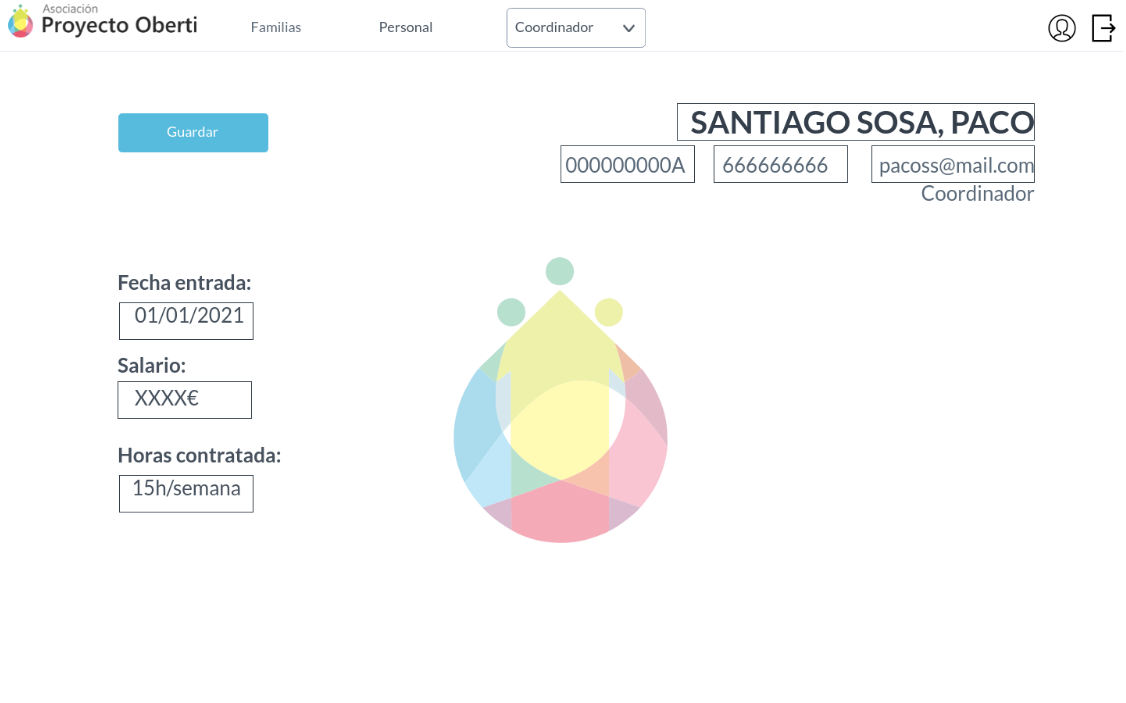 Asociación
Proyecto Oberti
Familias
Personal
Coordinador
Guardar
SANTIAGO SOSA, PACO
000000000A
666666666
pacoss@mail.com
Coordinador
Fecha entrada:
01/01/2021
Salario:
XXXX€
Horas contratada:
15h/semana